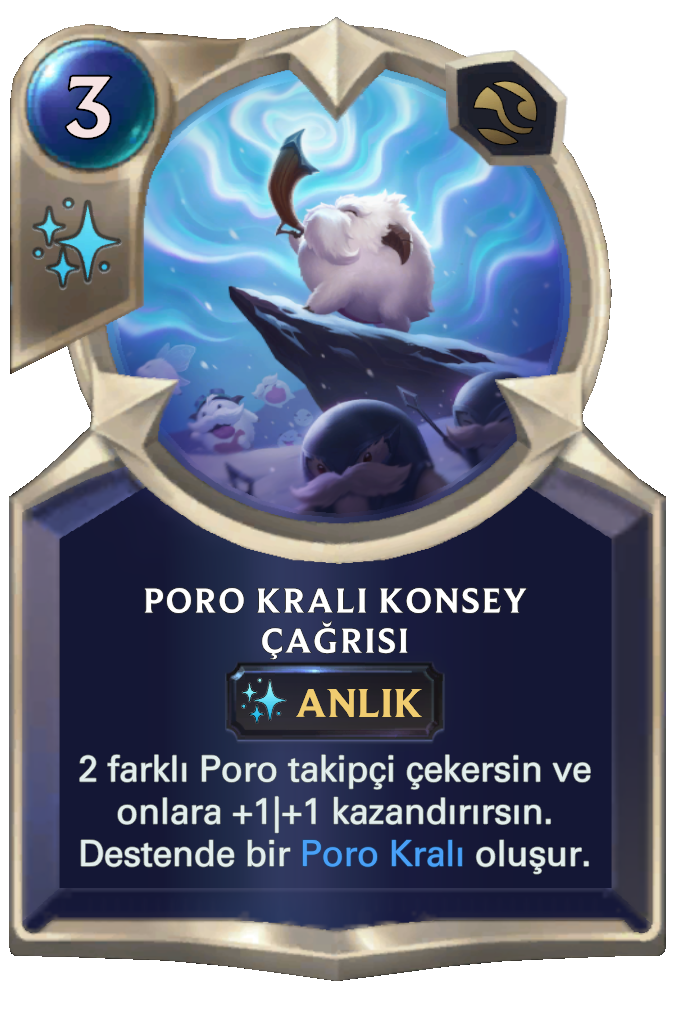 3
PORO KRALI KONSEY
ÇAĞRISI
ANLIK
2 farklı Poro takipçi çekersin ve
onlara +1|+1 kazandırırsın.
Destende bir Poro Kralı oluşur.